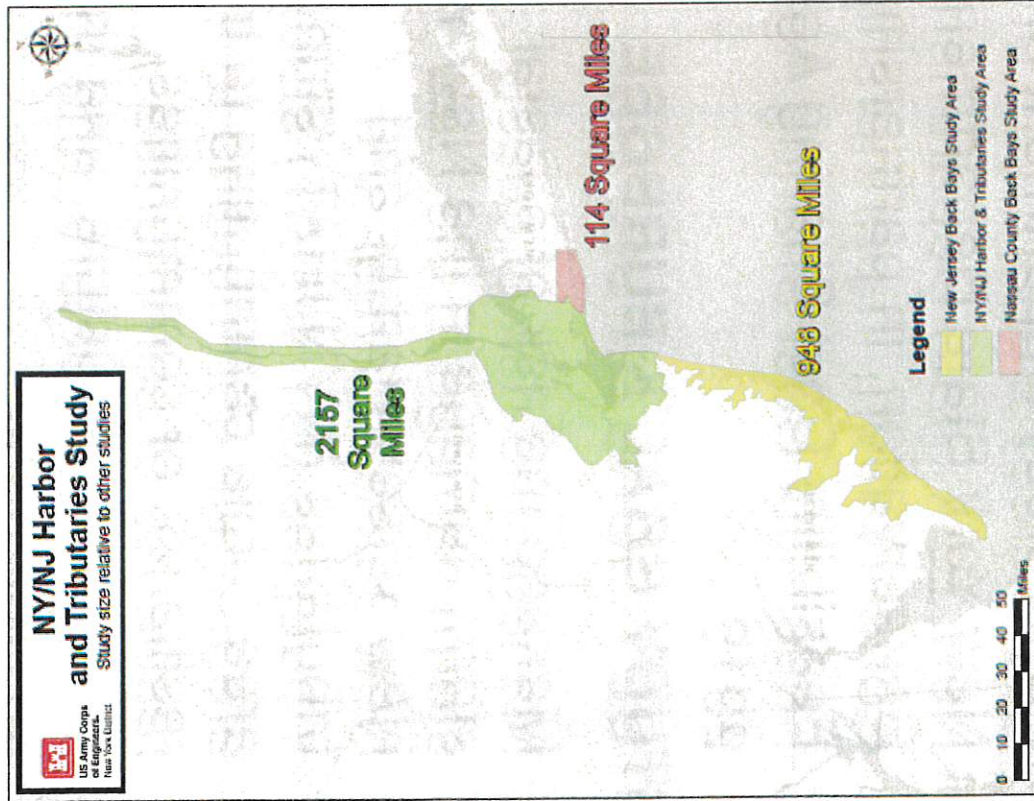 NY/NJ Harbor
and Tributaries Study
Study size relative to other studies
US Army Corps
of Engineers.
New York District
2157
Square
Miles
114 Square Miles
948 Square Miles
Legend
New Jersey Back Bays Study Area
NY/NJ Harbor & Tributaries Study Area
Nassau County Back Bays Study Area
0 10 20 30 40 50
Miles